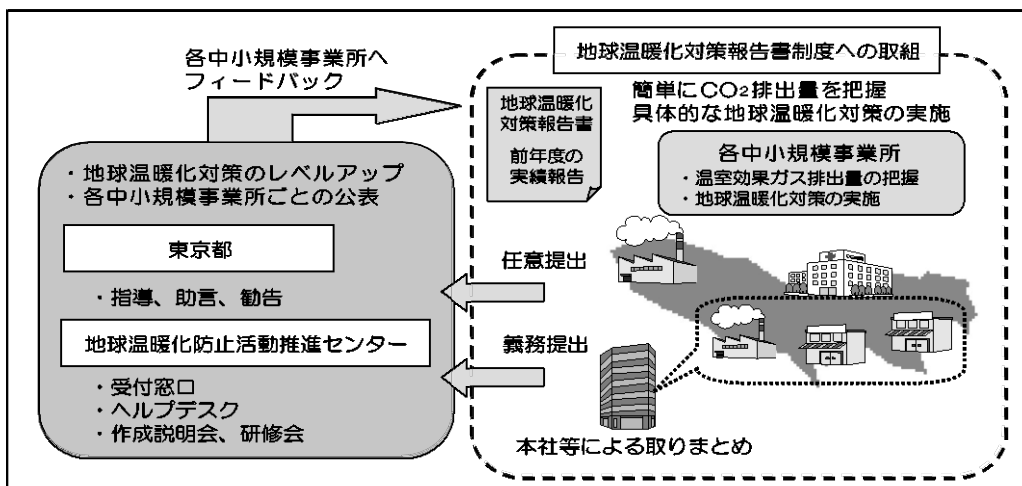 各中小規模事業所へ
フィードバック
・地球温暖化対策のレベルアップ
・各中小規模事業所ごとの公表
東京都
・指導、助言、勧告
地球温暖化防止活動推進センター
・受付窓口
・ヘルプデスク
・作成説明会、研修会
地球温暖化対策報告書制度への取組
簡単にCO₂排出量を把握
具体的な地球温暖化対策の実施
地球温暖化
対策報告書
前年度の
実績報告
各中小規模事業所
・温室効果ガス排出量の把握
・地球温暖化対策の実施
任意提出
義務提出
本社等による取りまとめ